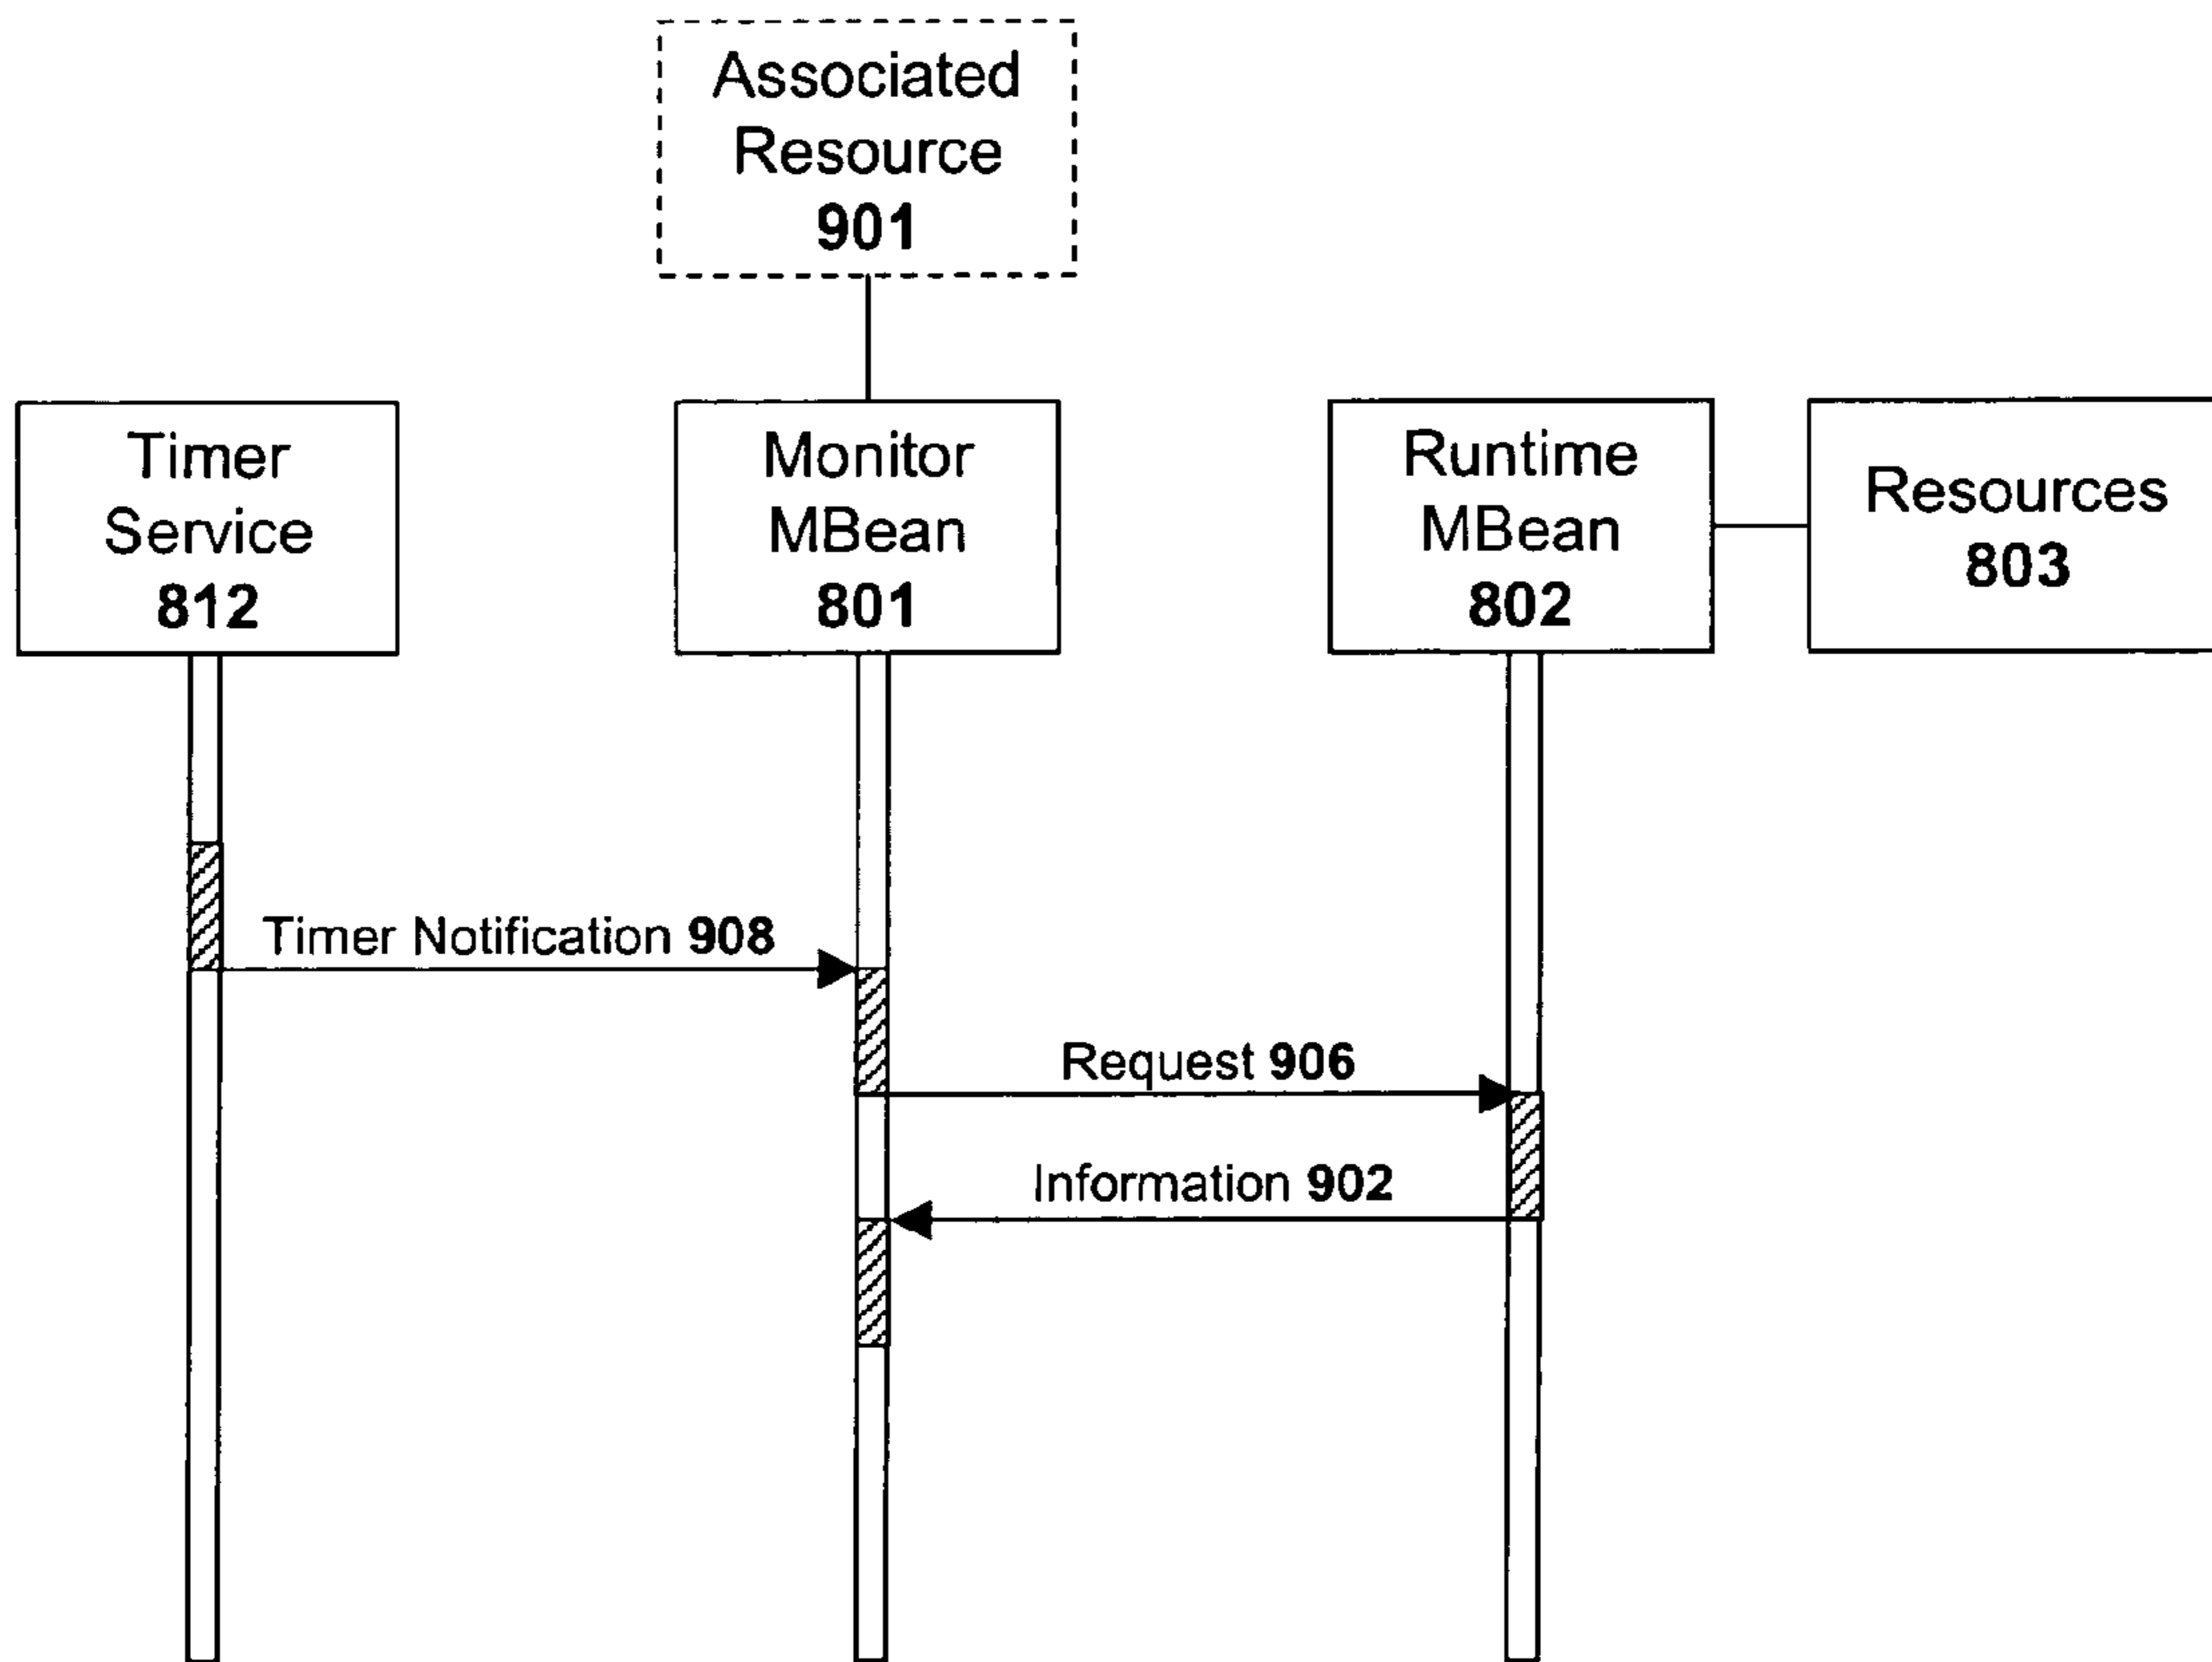 Associated
Resource
901
Timer
Service
812
Monitor
MBean
801
Runtime
MBean
802
Resources
803
Timer Notification 908
Request 906
Information 902